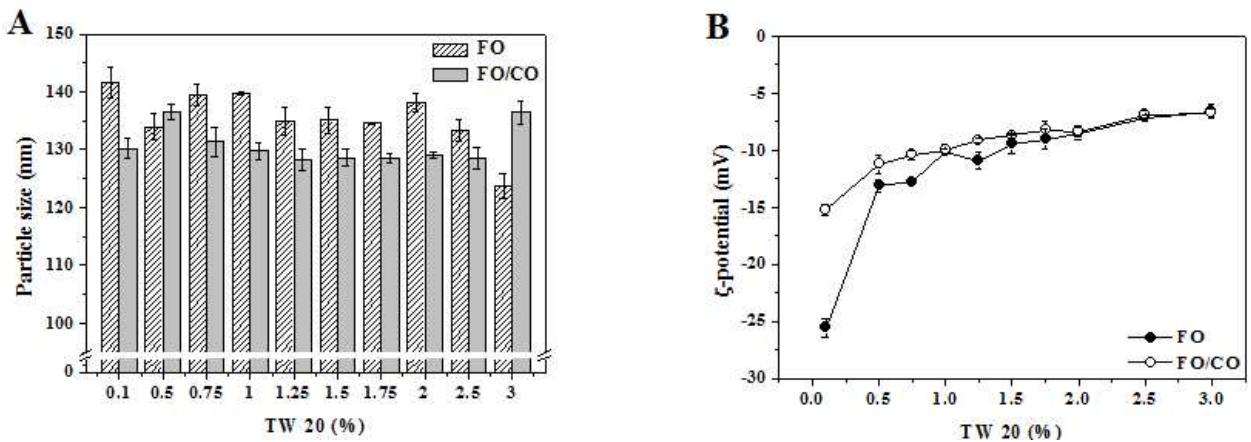 A
150
140
130
120
110
100
0
Particle size (nm)
FO
FO/CO
0.1 0.5 0.75 1 1.25 1.5 1.75 2 2.5 3
TW 20 (%)
B
0
-5
-10
-15
-20
-25
-30
ζ-potential (mV)
FO
FO/CO
0.0 0.5 1.0 1.5 2.0 2.5 3.0
TW 20 (%)